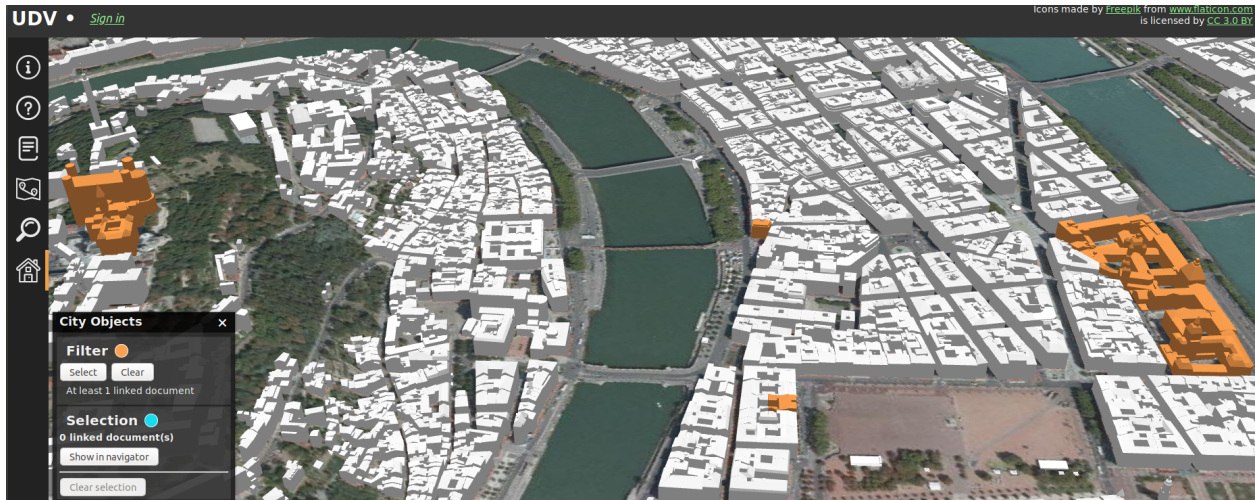 UDV • Sign in
Icons made by Freepik from www.flaticon.com
is licensed by CC 3.0 BY
City Objects ×
Filter
Select Clear
At least 1 linked document
Selection
0 linked document(s)
Show in navigator
Clear selection